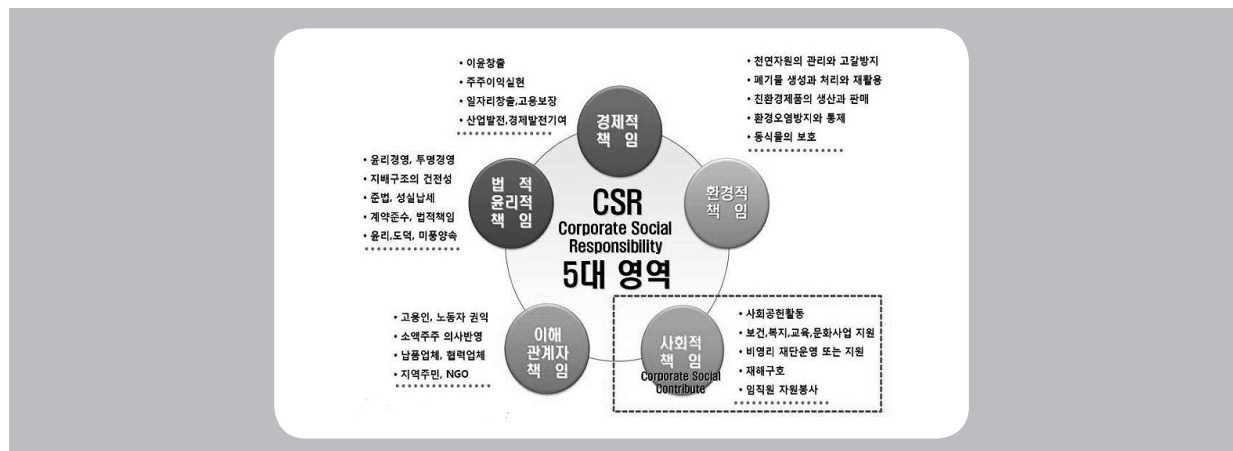 • 이윤창출
• 주주이익실현
• 일자리창출,고용보장
• 산업발전,경제발전기여
경제적
책 임
• 천연자원의 관리와 고갈방지
• 폐기물 생성과 처리와 재활용
• 친환경제품의 생산과 판매
• 환경오염방지와 통제
• 동식물의 보호
환경적
책 임
• 윤리경영, 투명경영
• 지배구조의 건전성
• 준법, 성실납세
• 계약준수, 법적책임
• 윤리,도덕, 미풍양속
법 적
윤리적
책 임
CSR
Corporate Social
Responsibility
5대 영역
• 고용인, 노동자 권익
• 소액주주 의사반영
• 납품업체, 협력업체
• 지역주민, NGO
이해
관계자
책 임
사회적
책 임
Corporate Social
Contribute
• 사회공헌활동
• 보건,복지,교육,문화사업 지원
• 비영리 재단운영 또는 지원
• 재해구호
• 임직원 자원봉사